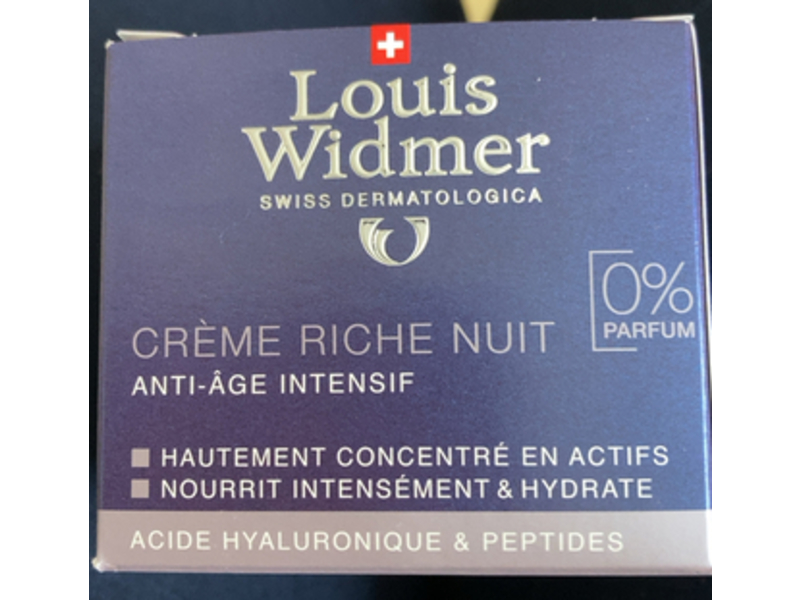 Louis
Widmer
SWISS DERMATOLOGICA
0%
PARFUM
CRÈME RICHE NUIT
ANTI-ÂGE INTENSIF
HAUTEMENT CONCENTRÉ EN ACTIFS
NOURRIT INTENSÉMENT & HYDRATE
ACIDE HYALURONIQUE & PEPTIDES